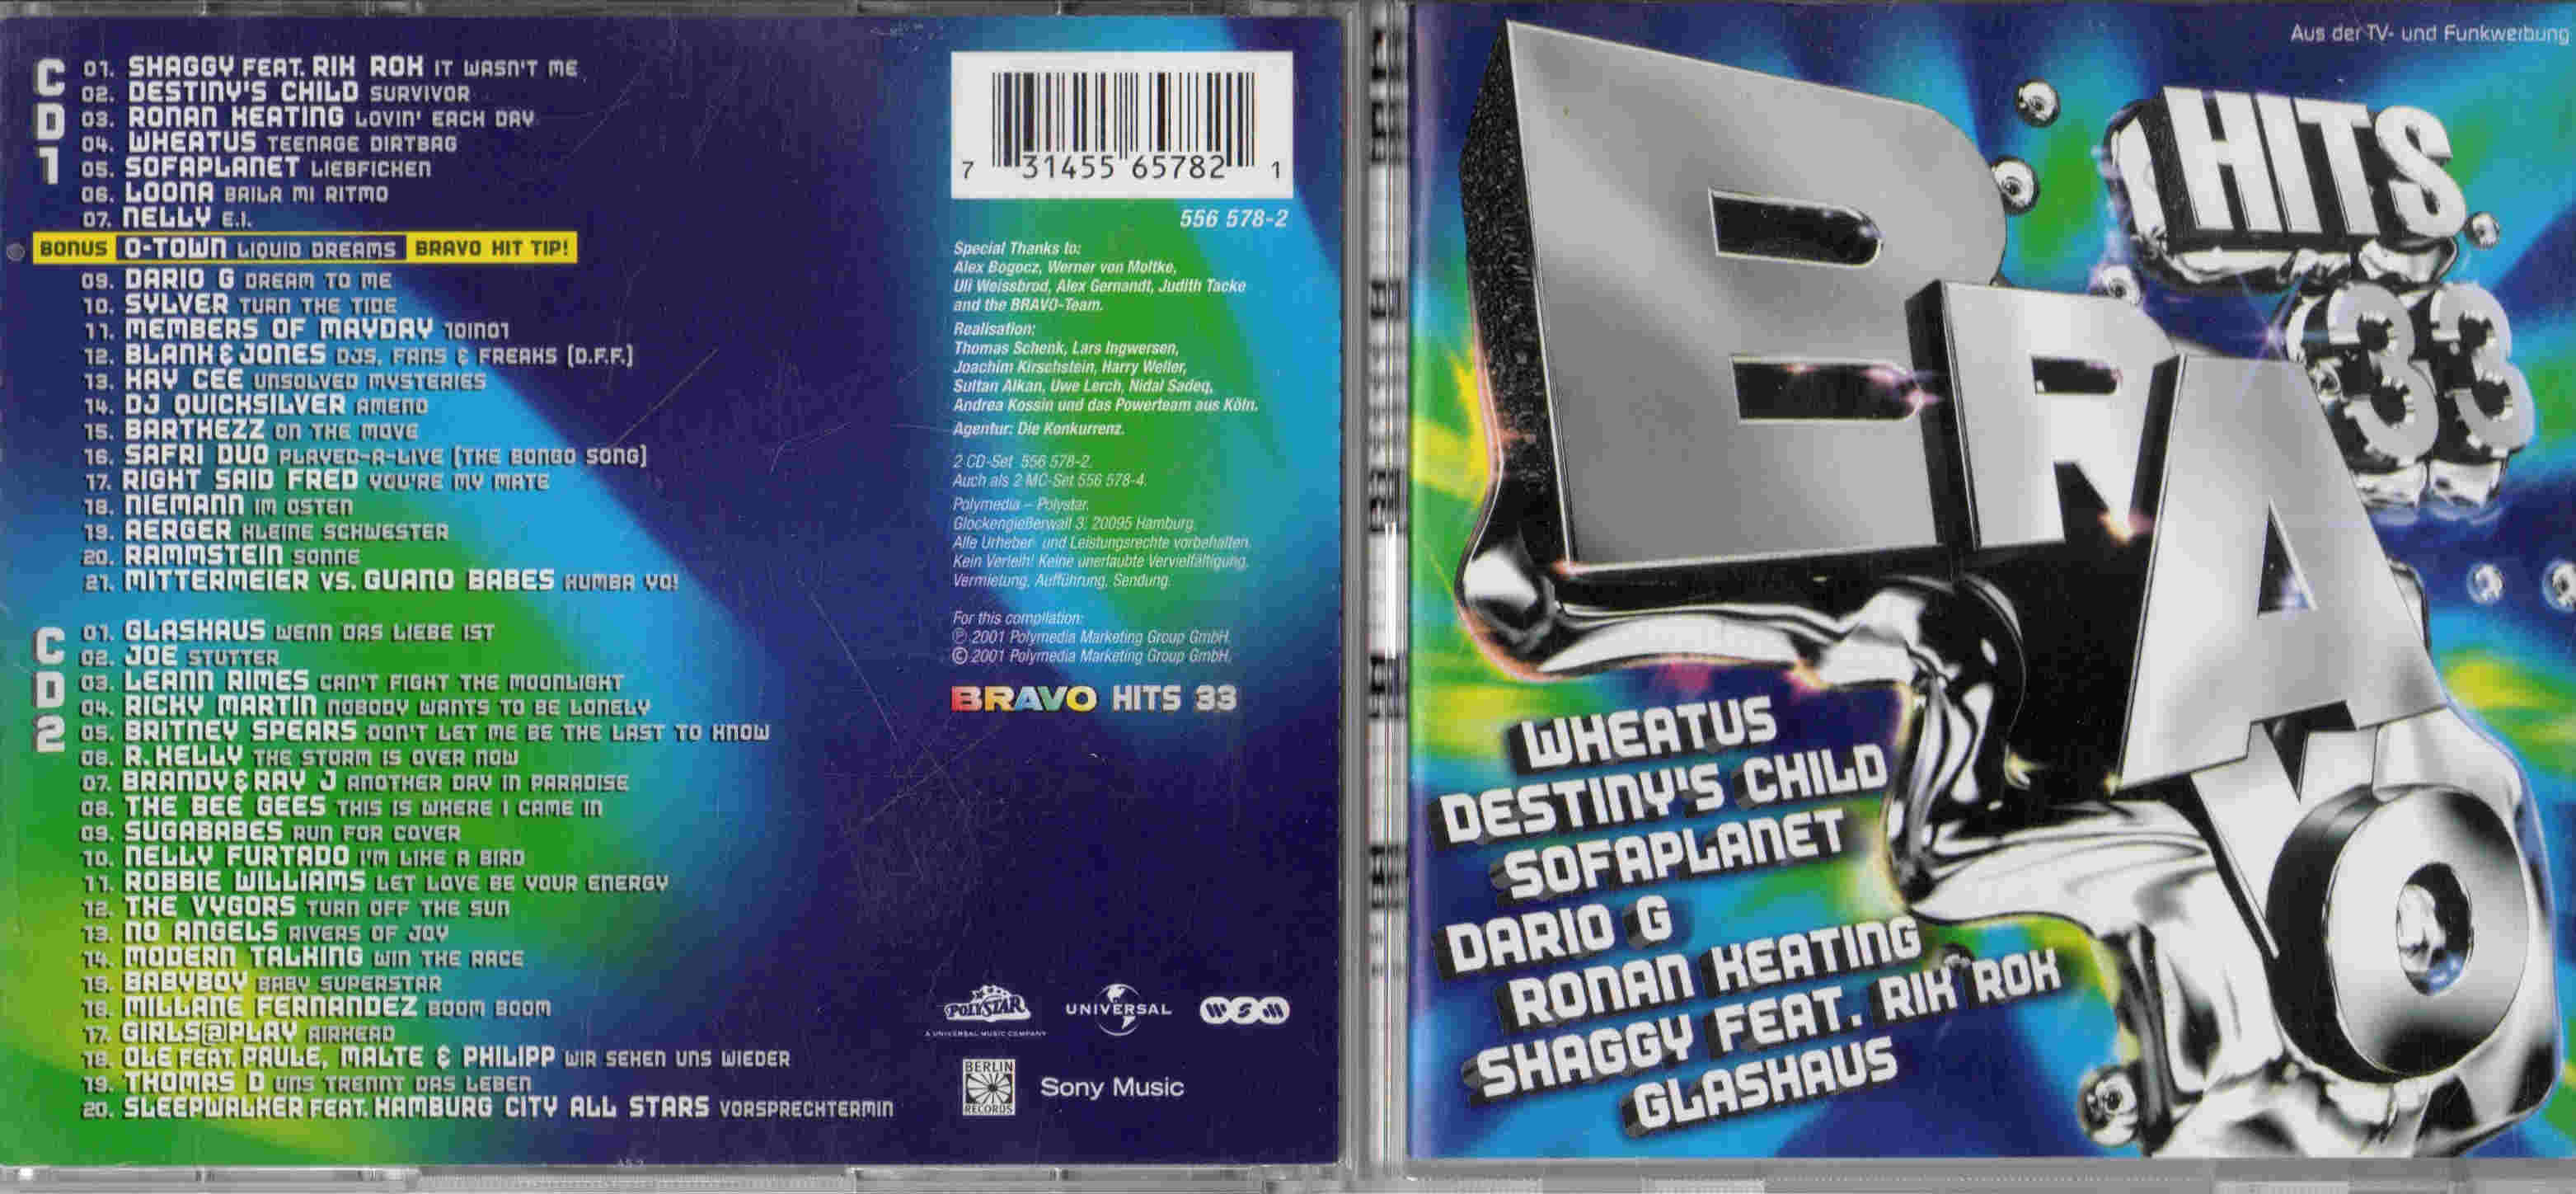 CD1
01. SHAGGY FEAT. RIK ROK IT WASN'T ME
02. DESTINY'S CHILD SURVIVOR
03. RONAN KEATING LOVIN' EACH DAY
04. WHEATUS TEENAGE DIRTBAG
05. SOFAPLANET LIEBFICKEN
06. LOONA BAILA MI RITMO
07. NELLY E.I.
BONUS O-TOWN LIQUID DREAMS BRAVO HIT TIP!
09. DARIO G DREAM TO ME
10. SYLVER TURN THE TIDE
11. MEMBERS OF MAYDAY 10IN01
12. BLANK & JONES DJS, FANS & FREAKS [D.F.F.]
13. KAY CEE UNSOLVED MYSTERIES
14. DJ QUICKSILVER AMENO
15. BARTHEZZ ON THE MOVE
16. SAFRI DUO PLAYED-A-LIVE [THE BONGO SONG]
17. RIGHT SAID FRED YOU'RE MY MATE
18. NIEMANN IM OSTEN
19. AERGER KLEINE SCHWESTER
20. RAMMSTEIN SONNE
21. MITTERMEIER VS. GUANO BABES KUMBA YO!
CD2
01. GLASHAUS WENN DAS LIEBE IST
02. JOE STUTTER
03. LEANN RIMES CAN'T FIGHT THE MOONLIGHT
04. RICKY MARTIN NOBODY WANTS TO BE LONELY
05. BRITNEY SPEARS DON'T LET ME BE THE LAST TO KNOW
06. R. KELLY THE STORM IS OVER NOW
07. BRANDY & RAY J ANOTHER DAY IN PARADISE
08. THE BEE GEES THIS IS WHERE I CAME IN
09. SUGABABES RUN FOR COVER
10. NELLY FURTADO I'M LIKE A BIRD
11. ROBBIE WILLIAMS LET LOVE BE YOUR ENERGY
12. THE VYGORS TURN OFF THE SUN
13. NO ANGELS RIVERS OF JOY
14. MODERN TALKING WIN THE RACE
15. BABYBOY BABY SUPERSTAR
16. MILLANE FERNANDEZ BOOM BOOM
17. GIRLS@PLAY AIRHEAD
18. OLE FEAT. PAULE, MALTE & PHILIPP WIR SEHEN UNS WIEDER
19. THOMAS D UNS TRENNT DAS LEBEN
20. SLEEPWALKER FEAT. HAMBURG CITY ALL STARS VORSPRECHTERMIN
7 31455 65782 1
556 578-2
Special Thanks to:
Alex Bogocz, Werner von Moltke,
Uli Weissbrod, Alex Gernandt, Judith Tacke
and the BRAVO-Team.
Realisation:
Thomas Schenk, Lars Ingwersen,
Joachim Kirschstein, Harry Weller,
Sultan Alkan, Uwe Lerch, Nidal Sadeq,
Andrea Kossin und das Powerteam aus Köln.
Agentur: Die Konkurrenz.
2-CD-Set 556 578-2.
Auch als 2 MC-Set 556 578-4.
Polymedia – Polystar.
Glockengießerwall 3, 20095 Hamburg.
Alle Urheber- und Leistungsrechte vorbehalten.
Kein Verleih! Keine unerlaubte Vervielfältigung,
Vermietung, Aufführung, Sendung.
For this compilation:
℗ 2001 Polymedia Marketing Group GmbH.
© 2001 Polymedia Marketing Group GmbH.
BRAVO HITS 33
POLYSTAR
A UNIVERSAL MUSIC COMPANY
UNIVERSAL
WSM
BERLIN
RECORDS
Sony Music
Aus der TV- und Funkwerbung
BRAVO
HITS
33
WHEATUS
DESTINY'S CHILD
SOFAPLANET
DARIO G
RONAN KEATING
SHAGGY FEAT. RIK ROK
GLASHAUS